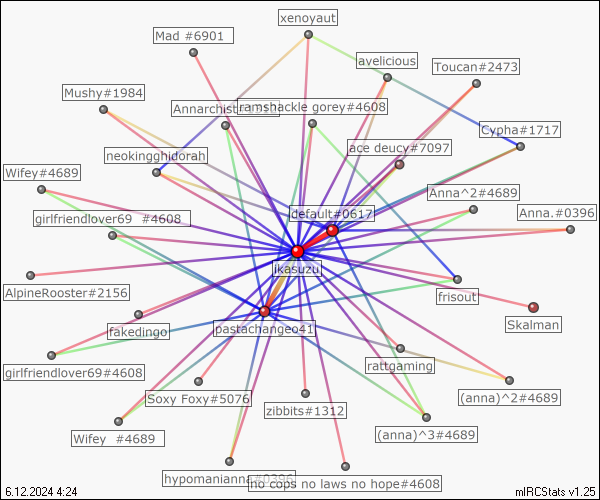 xenoyaut
Mad #6901
avelicious
Toucan#2473
Mushy#1984
ramshackle gorey#4608
Cypha#1717
ace deucy#7097
neokingghidorah
Wifey#4689
Anna^2#4689
girlfriendlover69 #4608
default#0617
Anna.#0396
ikasuzu
AlpineRooster#2156
frisout
Skalman
fakedingo
pastachangeo41
rattgaming
girlfriendlover69#4608
Soxy Foxy#5076
(anna)^2#4689
zibbits#1312
Wifey #4689
(anna)^3#4689
hypomanianna#0396
no cops no laws no hope#4608
6.12.2024 4:24
mIRCStats v1.25